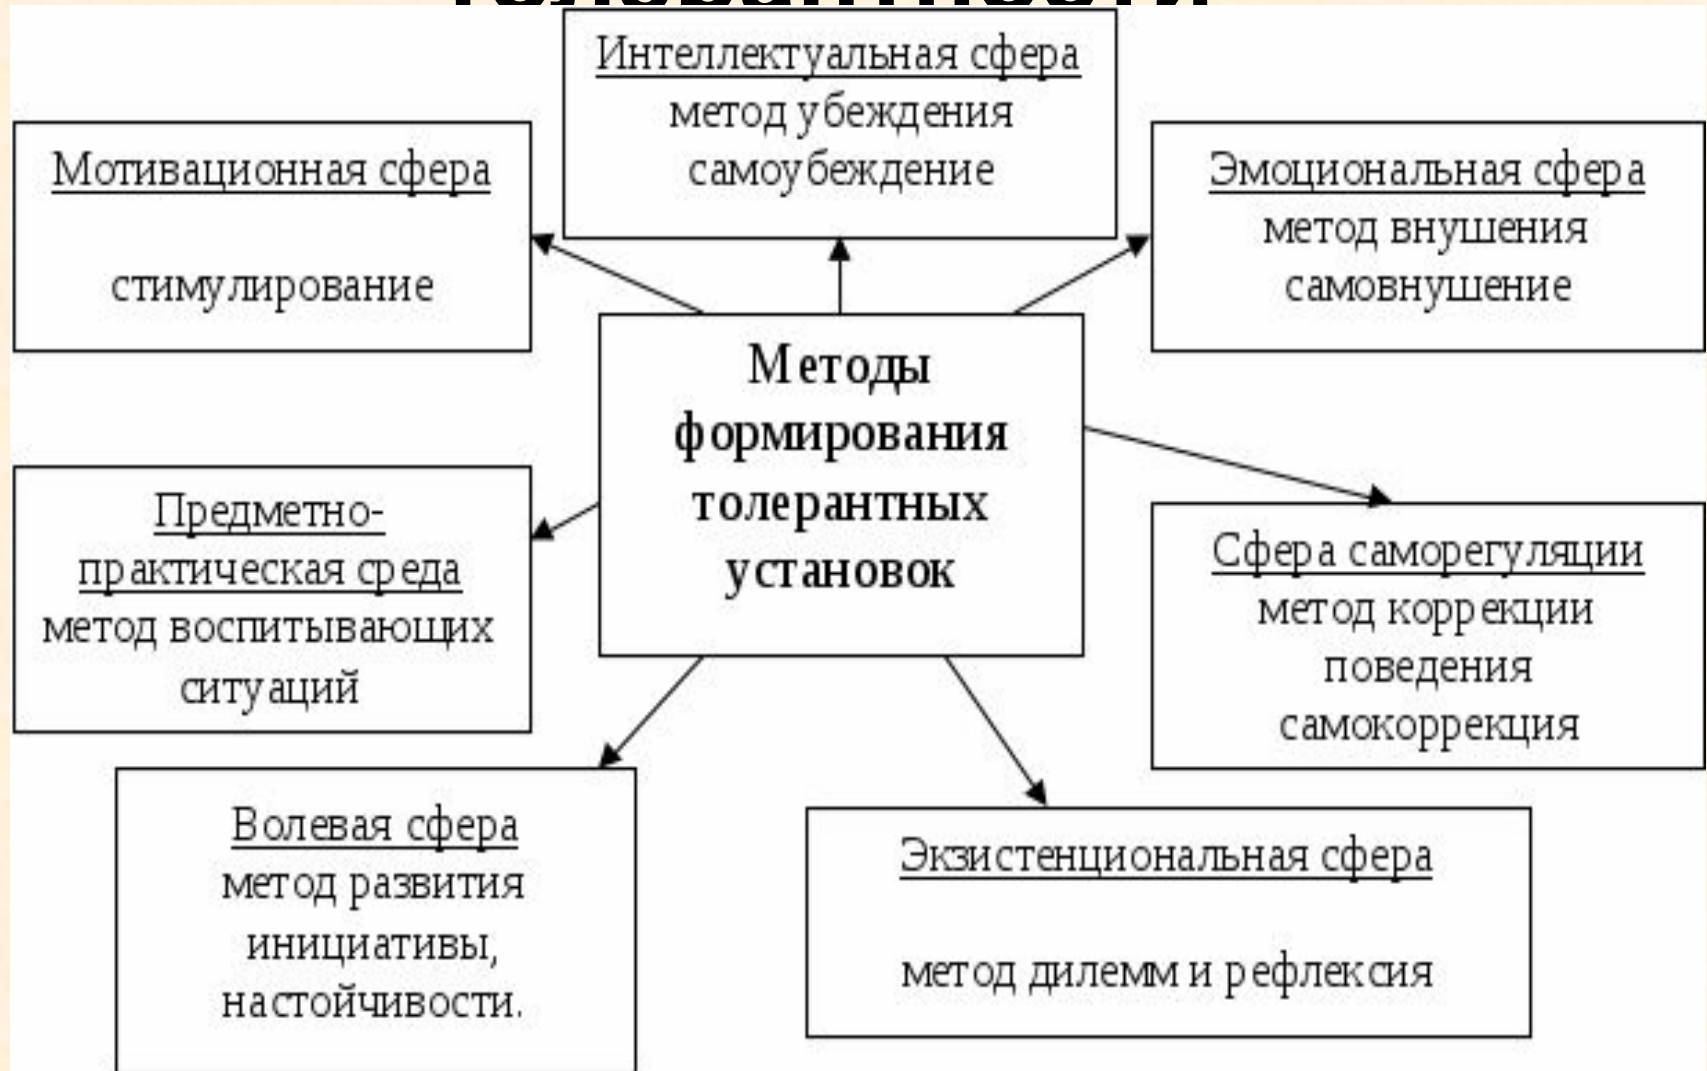 Интеллектуальная сфера
метод убеждения
самоубеждение
Мотивационная сфера
стимулирование
Эмоциональная сфера
метод внушения
самовнушение
Методы
формирования
толерантных
установок
Предметно-
практическая среда
метод воспитывающих
ситуаций
Сфера саморегуляции
метод коррекции
поведения
самокоррекция
Волевая сфера
метод развития
инициативы,
настойчивости.
Экзистенциональная сфера
метод дилемм и рефлексия